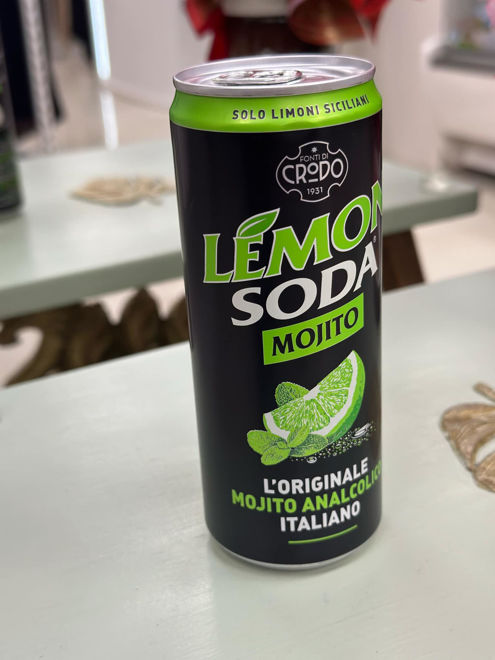 SOLO LIMONI SICILIANI
FONTI DI
CRODO
1931
LEMON
SODA®
MOJITO
L'ORIGINALE
MOJITO ANALCOLICO
ITALIANO